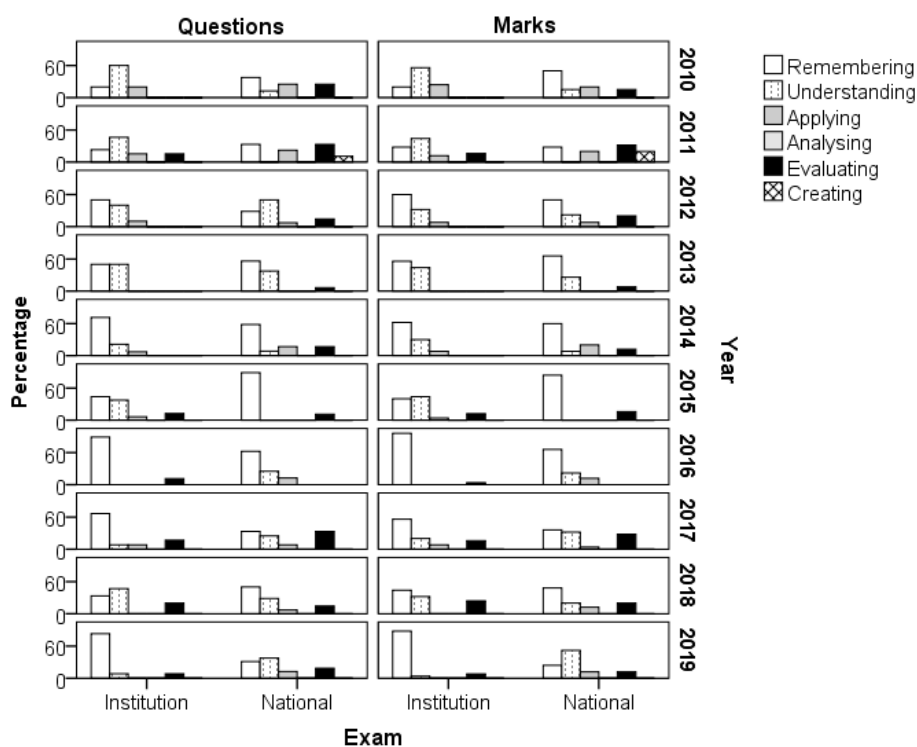 Questions
Marks
Remembering
Understanding
Applying
Analysing
Evaluating
Creating
Percentage
60
0
60
0
60
0
60
0
60
0
60
0
60
0
60
0
60
0
60
0
2010
2011
2012
2013
2014
2015
2016
2017
2018
2019
Year
Institution
National
Institution
National
Exam